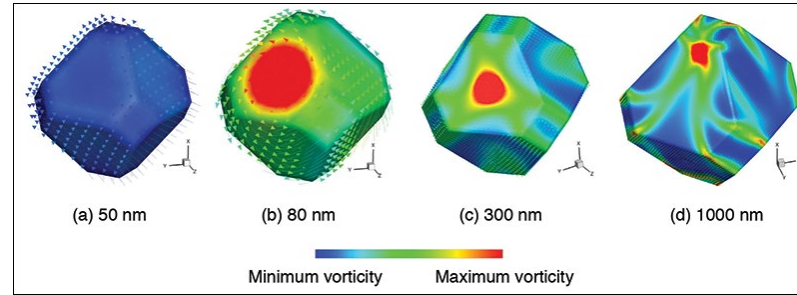 (a) 50 nm
(b) 80 nm
(c) 300 nm
(d) 1000 nm
Minimum vorticity
Maximum vorticity